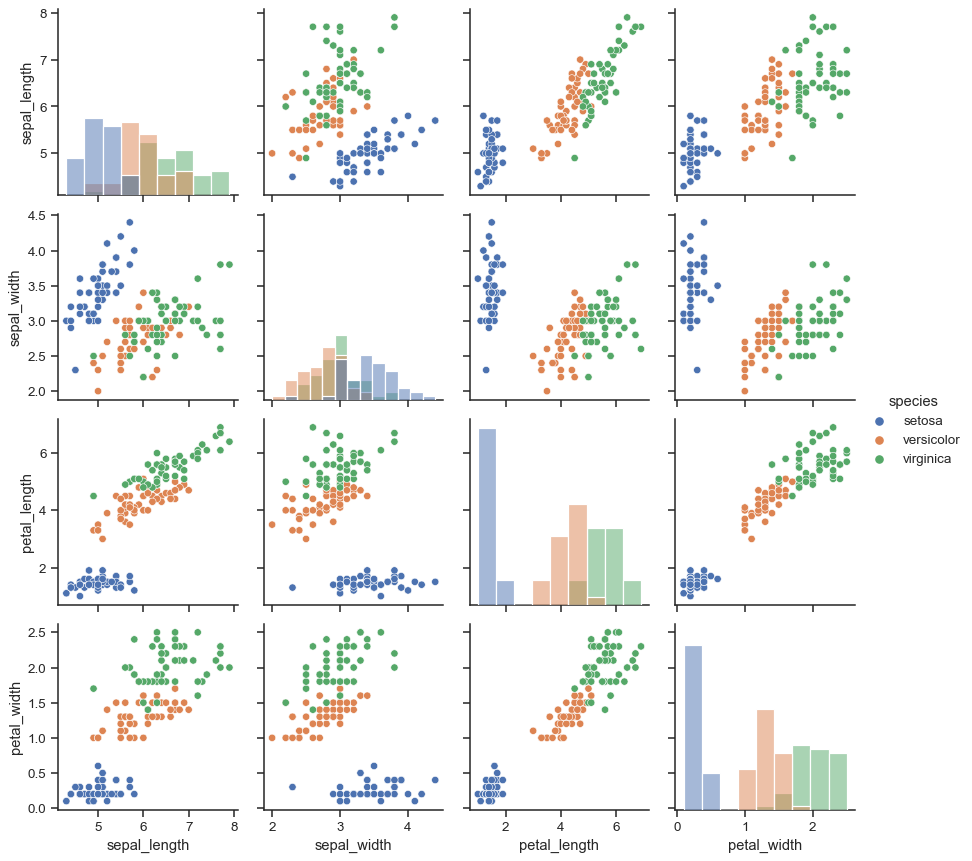 8
7
6
5
sepal_length
4.5
4.0
3.5
3.0
2.5
2.0
sepal_width
species
setosa
versicolor
virginica
6
4
2
petal_length
2.5
2.0
1.5
1.0
0.5
0.0
petal_width
5 6 7 8
sepal_length
2 3 4
sepal_width
2 4 6
petal_length
0 1 2
petal_width